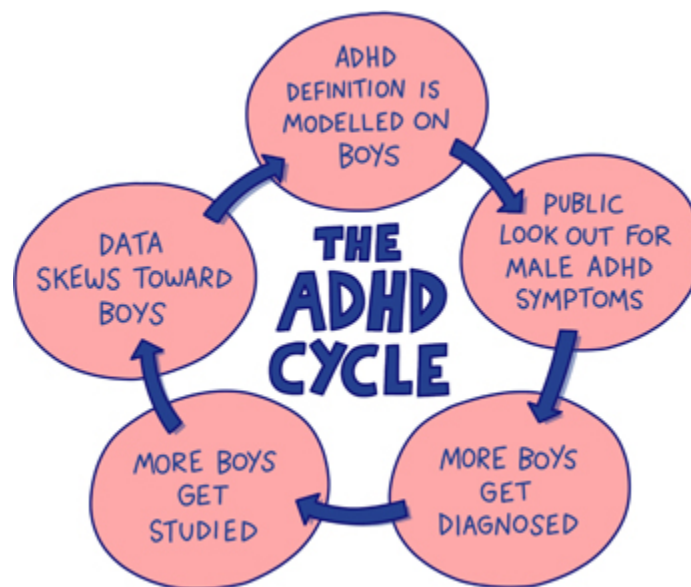 ADHD
DEFINITION IS
MODELLED ON
BOYS
PUBLIC
LOOK OUT FOR
MALE ADHD
SYMPTOMS
MORE BOYS
GET
DIAGNOSED
MORE BOYS
GET
STUDIED
DATA
SKEWS TOWARD
BOYS
THE
ADHD
CYCLE